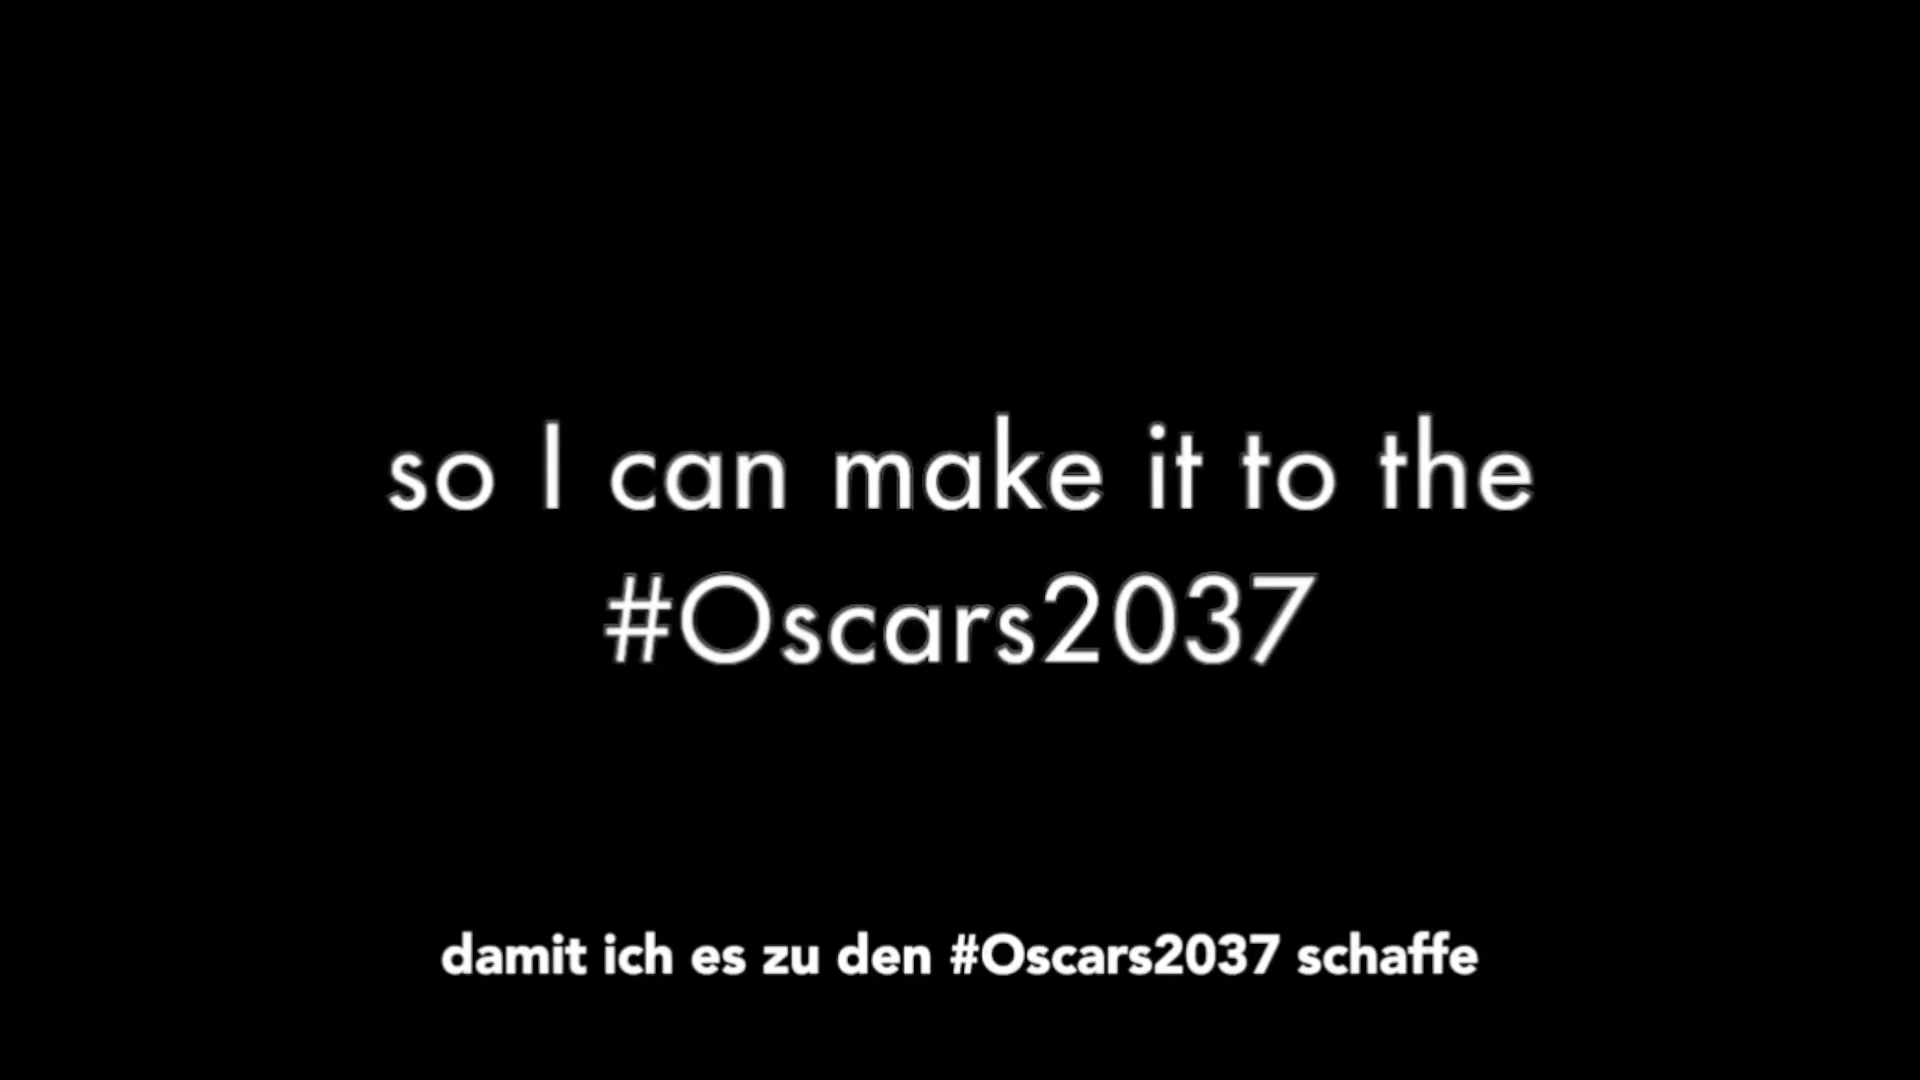 so I can make it to the
#Oscars2037
damit ich es zu den #Oscars2037 schaffe